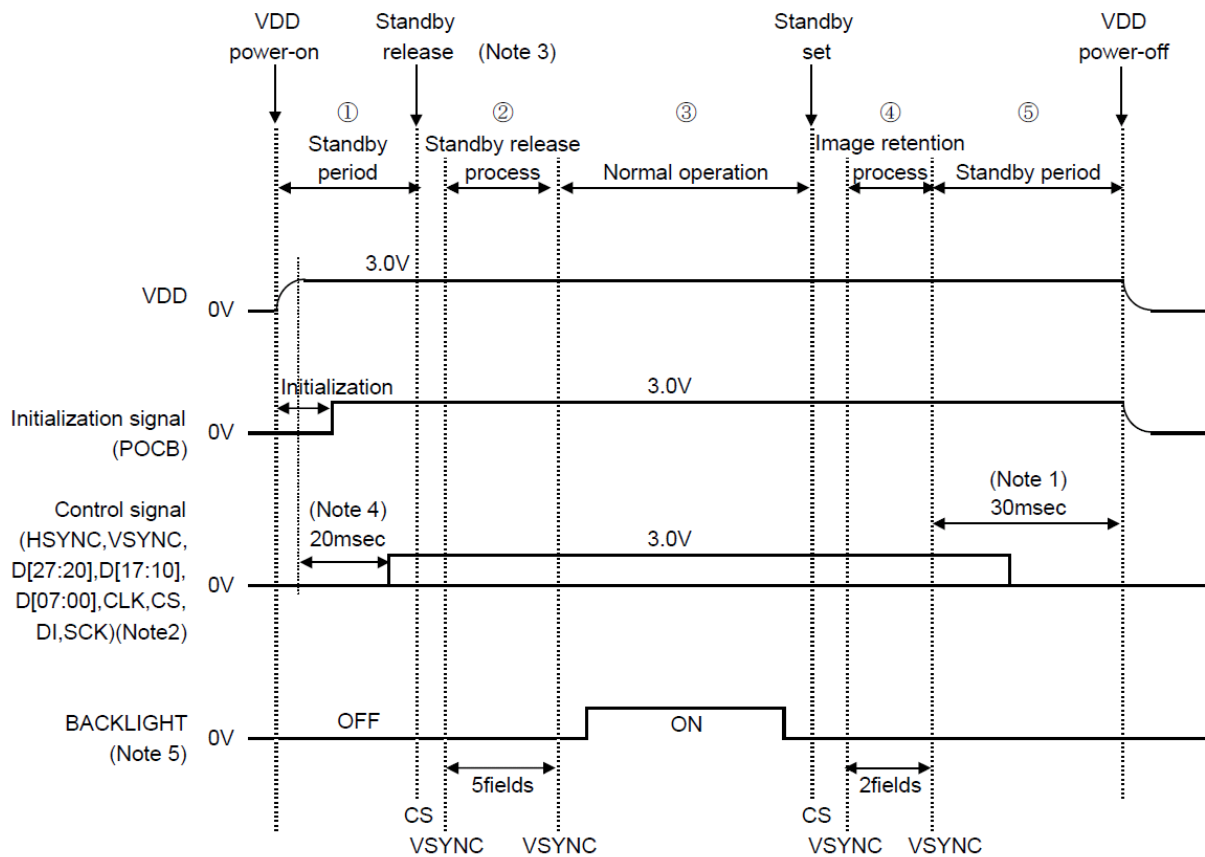 VDD
power-on
Standby
release
(Note 3)
Standby
set
VDD
power-off
①
②
③
④
⑤
Standby
period
Standby release
process
Normal operation
Image retention
process
Standby period
3.0V
VDD
0V
Initialization
3.0V
Initialization signal
(POCB)
0V
Control signal
(HSYNC,VSYNC,
D[27:20],D[17:10],
D[07:00],CLK,CS,
DI,SCK)(Note2)
0V
(Note 4)
20msec
3.0V
(Note 1)
30msec
BACKLIGHT
(Note 5)
0V
OFF
ON
5fields
2fields
CS
CS
VSYNC
VSYNC
VSYNC
VSYNC